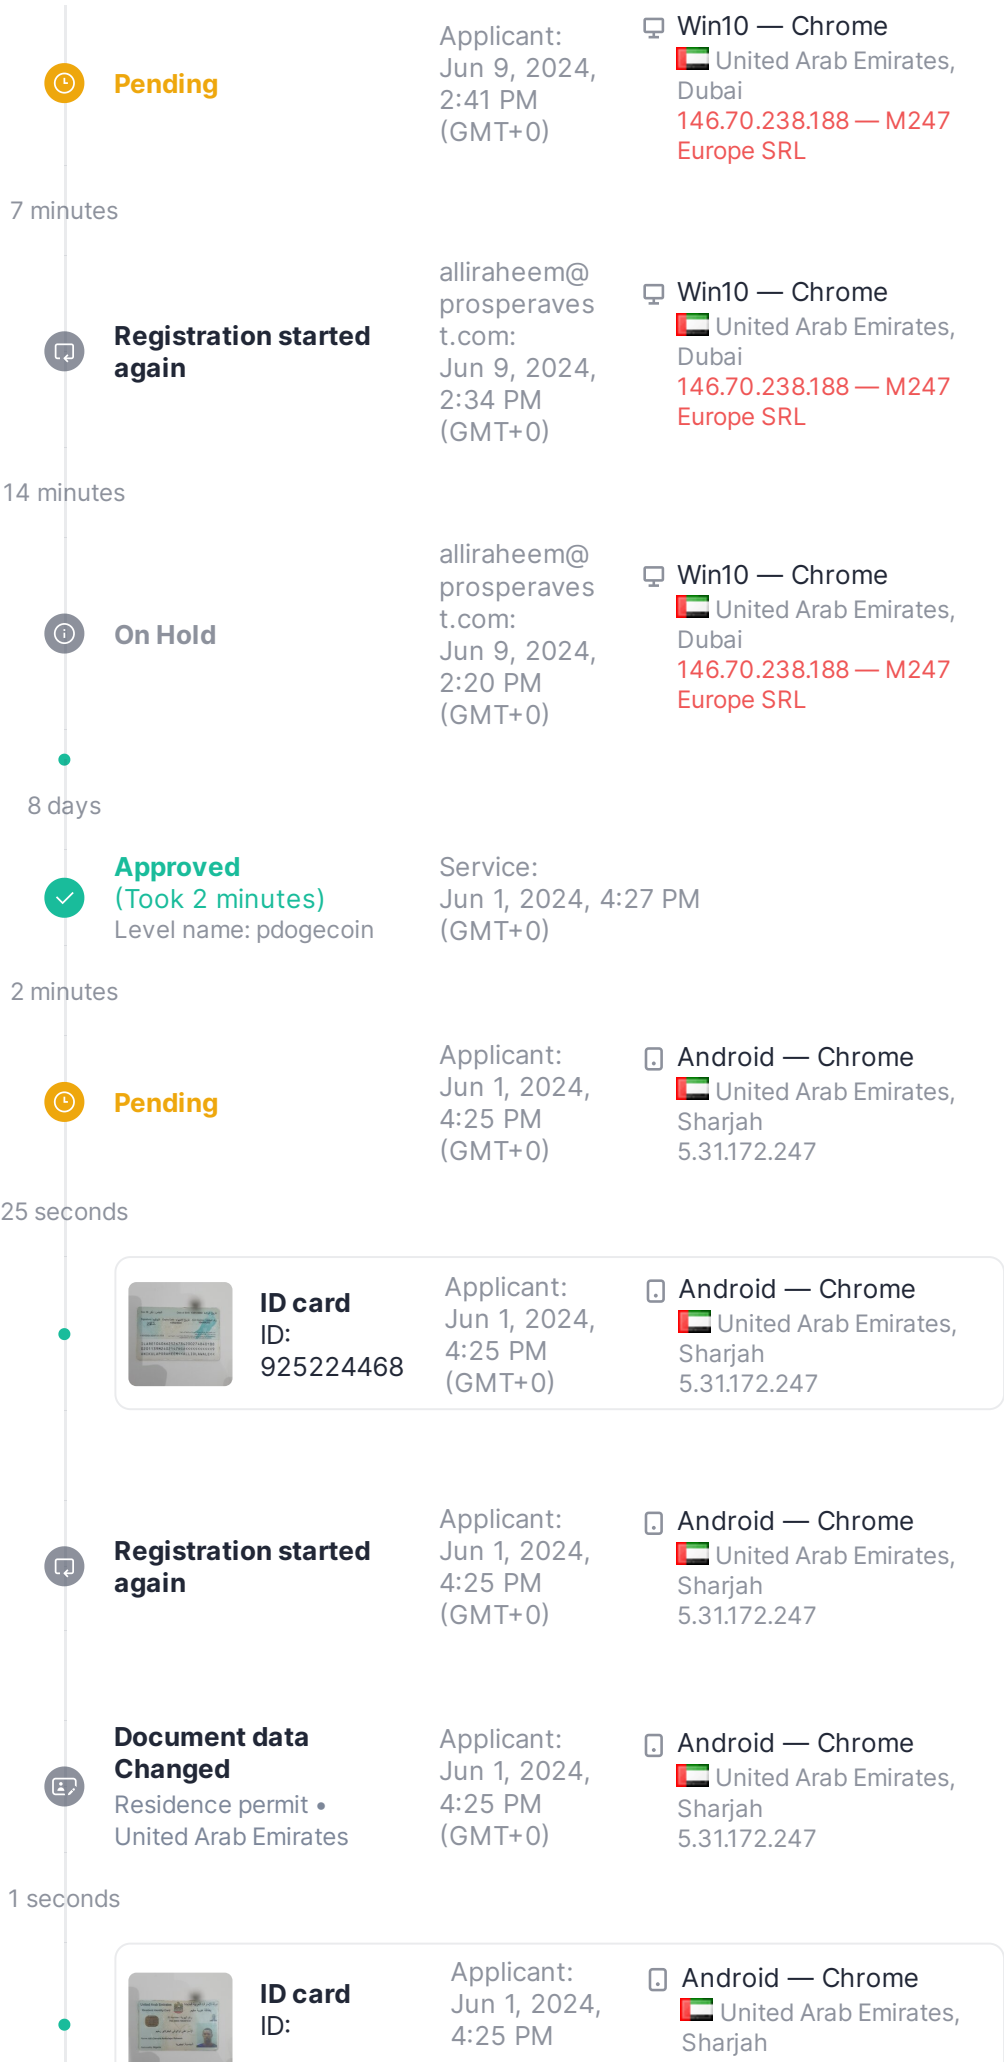 Pending
Applicant:
Jun 9, 2024,
2:41 PM
(GMT+0)
Win10 — Chrome
United Arab Emirates,
Dubai
146.70.238.188 — M247
Europe SRL
7 minutes
Registration started
again
alliraheem@
prosperaves
t.com:
Jun 9, 2024,
2:34 PM
(GMT+0)
Win10 — Chrome
United Arab Emirates,
Dubai
146.70.238.188 — M247
Europe SRL
14 minutes
On Hold
alliraheem@
prosperaves
t.com:
Jun 9, 2024,
2:20 PM
(GMT+0)
Win10 — Chrome
United Arab Emirates,
Dubai
146.70.238.188 — M247
Europe SRL
8 days
Approved
(Took 2 minutes)
Level name: pdogecoin
Service:
Jun 1, 2024, 4:27 PM
(GMT+0)
2 minutes
Pending
Applicant:
Jun 1, 2024,
4:25 PM
(GMT+0)
Android — Chrome
United Arab Emirates,
Sharjah
5.31.172.247
25 seconds
ID card
ID:
925224468
Applicant:
Jun 1, 2024,
4:25 PM
(GMT+0)
Android — Chrome
United Arab Emirates,
Sharjah
5.31.172.247
Registration started
again
Applicant:
Jun 1, 2024,
4:25 PM
(GMT+0)
Android — Chrome
United Arab Emirates,
Sharjah
5.31.172.247
Document data
Changed
Residence permit •
United Arab Emirates
Applicant:
Jun 1, 2024,
4:25 PM
(GMT+0)
Android — Chrome
United Arab Emirates,
Sharjah
5.31.172.247
1 seconds
ID card
ID:
Applicant:
Jun 1, 2024,
4:25 PM
Android — Chrome
United Arab Emirates,
Sharjah